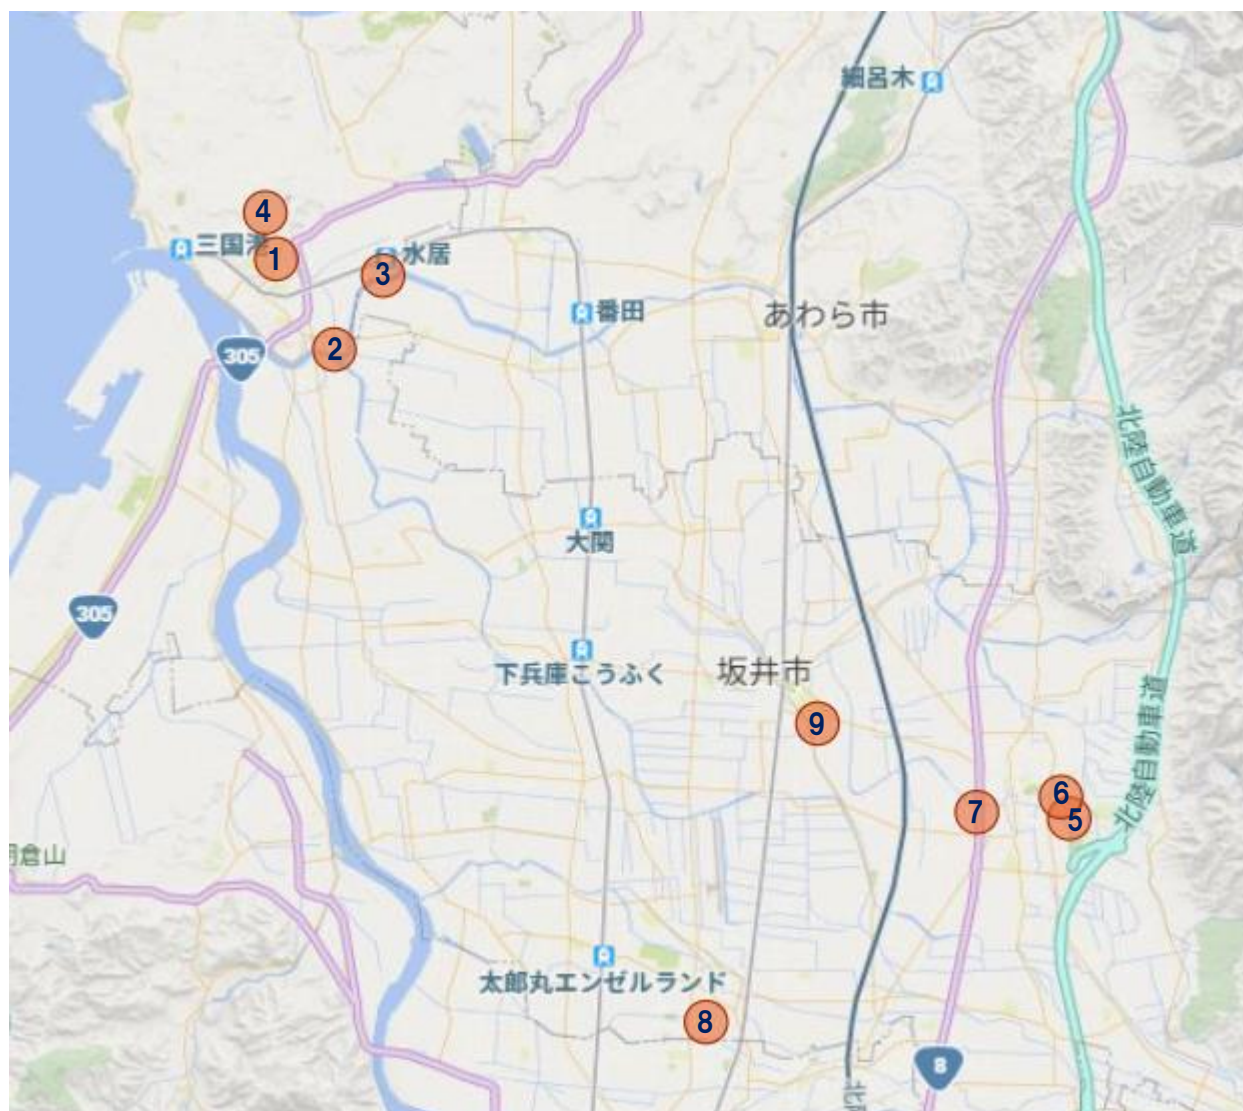 細呂木
4
三国港
1
水居
3
番田
あわら市
2
305
北陸自動車道
大関
305
下兵庫こうふく
坂井市
北陸自動車道
9
6
7
5
倉山
太郎丸エンゼルランド
8
8